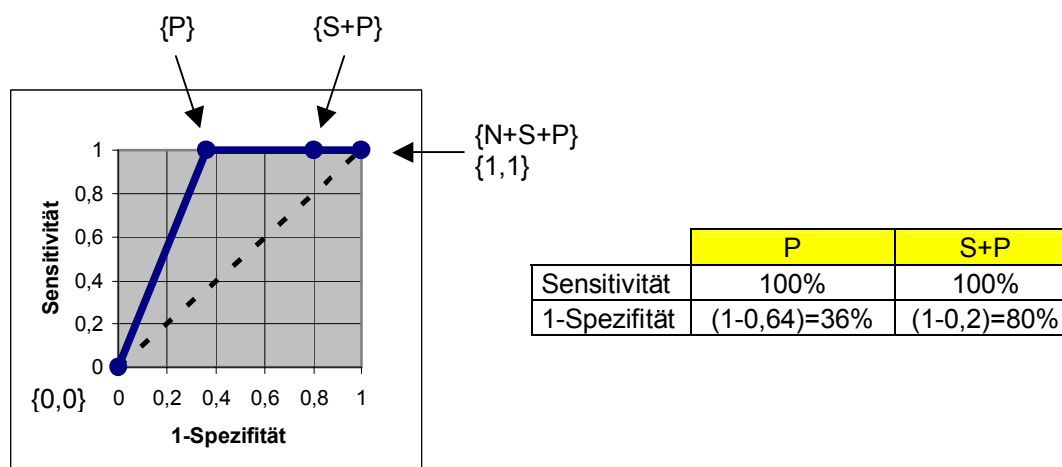 {P} {S+P}
{N+S+P}
{1,1}
1
0,8
0,6
0,4
0,2
0
Sensitivität
{0,0}
0 0,2 0,4 0,6 0,8 1
1-Spezifität
P S+P
Sensitivität 100% 100%
1-Spezifität (1-0,64)=36% (1-0,2)=80%